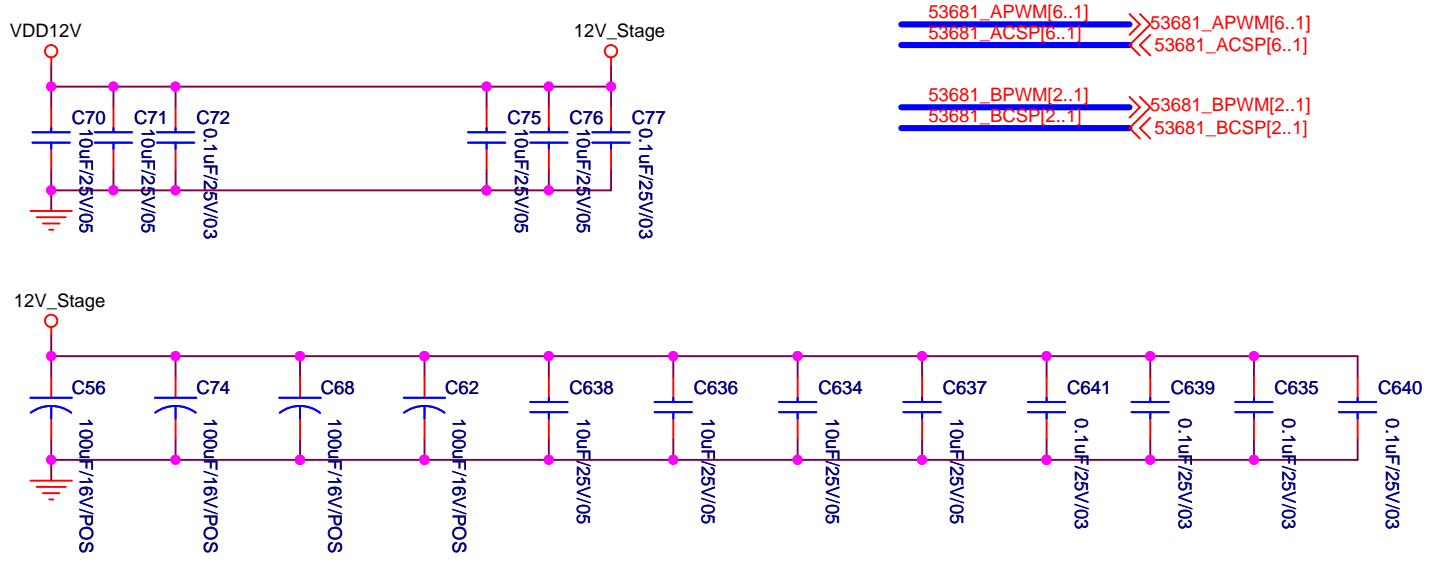 VDD12V
12V_Stage
C70
10uF/25V/05
C71
10uF/25V/05
C72
0.1uF/25V/03
C75
10uF/25V/05
C76
10uF/25V/05
C77
0.1uF/25V/03
53681_APWM[6..1]
53681_APWM[6..1]
53681_ACSP[6..1]
53681_ACSP[6..1]
53681_BPWM[2..1]
53681_BPWM[2..1]
53681_BCSP[2..1]
53681_BCSP[2..1]
12V_Stage
C56
100uF/16V/POS
C74
100uF/16V/POS
C68
100uF/16V/POS
C62
100uF/16V/POS
C638
10uF/25V/05
C636
10uF/25V/05
C634
10uF/25V/05
C637
10uF/25V/05
C641
0.1uF/25V/03
C639
0.1uF/25V/03
C635
0.1uF/25V/03
C640
0.1uF/25V/03